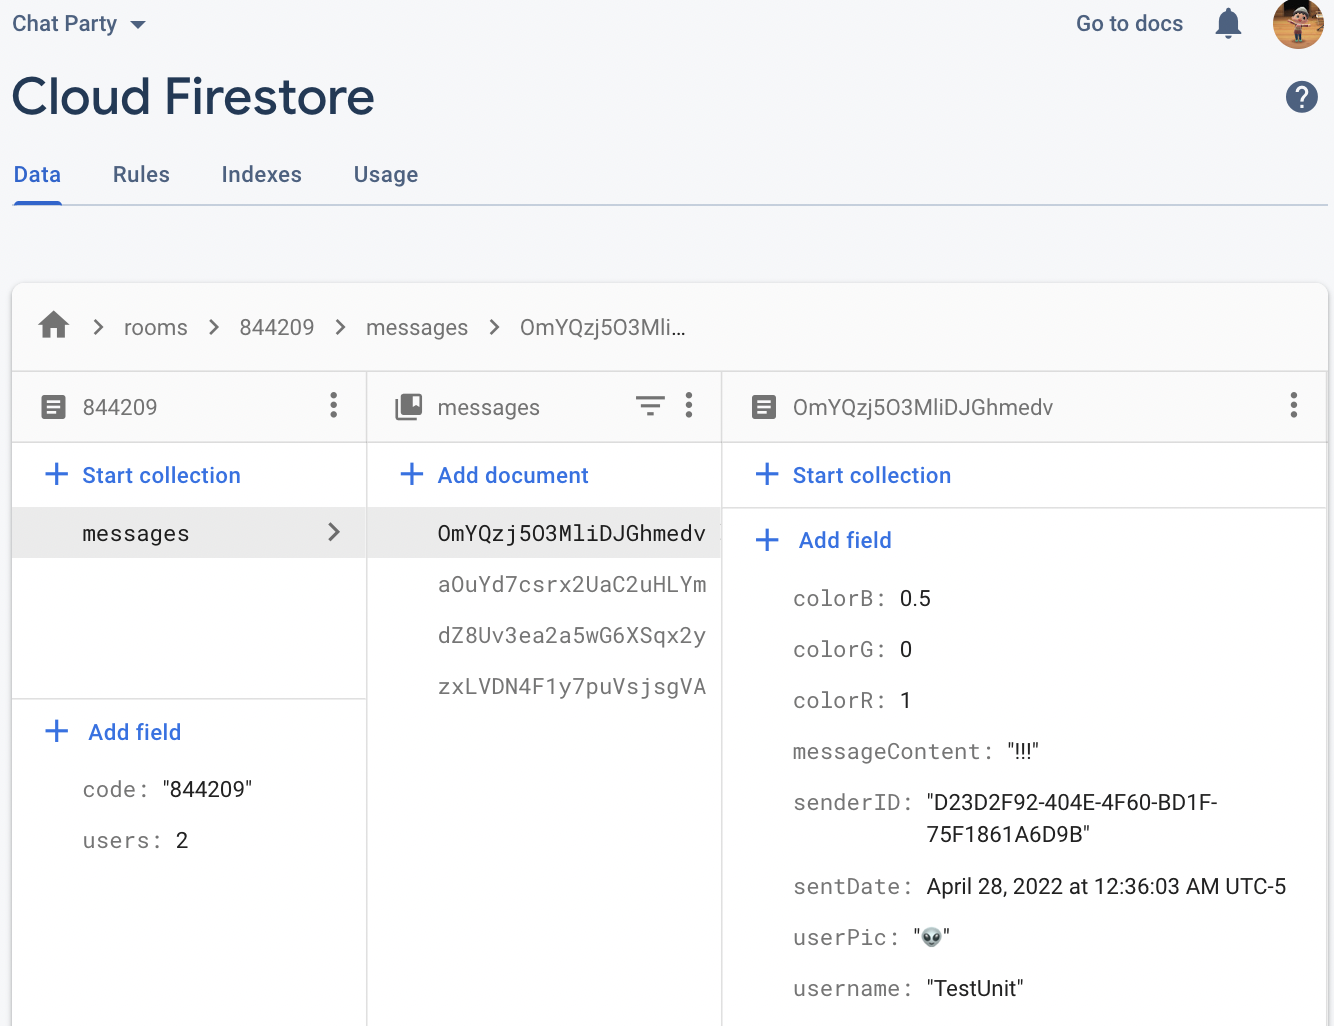 Chat Party
Go to docs
Cloud Firestore
?
Data Rules Indexes Usage
rooms > 844209 > messages > OmYQzj5O3Mli...
844209
Start collection
messages
Add field
code: "844209"
users: 2
messages
Add document
OmYQzj5O3MliDJGhmedv
aOuYd7csrx2UaC2uHLYm
dZ8Uv3ea2a5wG6XSqx2y
zxLVDN4F1y7puVsjsgVA
OmYQzj5O3MliDJGhmedv
Start collection
Add field
colorB: 0.5
colorG: 0
colorR: 1
messageContent: "!!!"
senderID: "D23D2F92-404E-4F60-BD1F-
75F1861A6D9B"
sentDate: April 28, 2022 at 12:36:03 AM UTC-5
userPic: "👽"
username: "TestUnit"